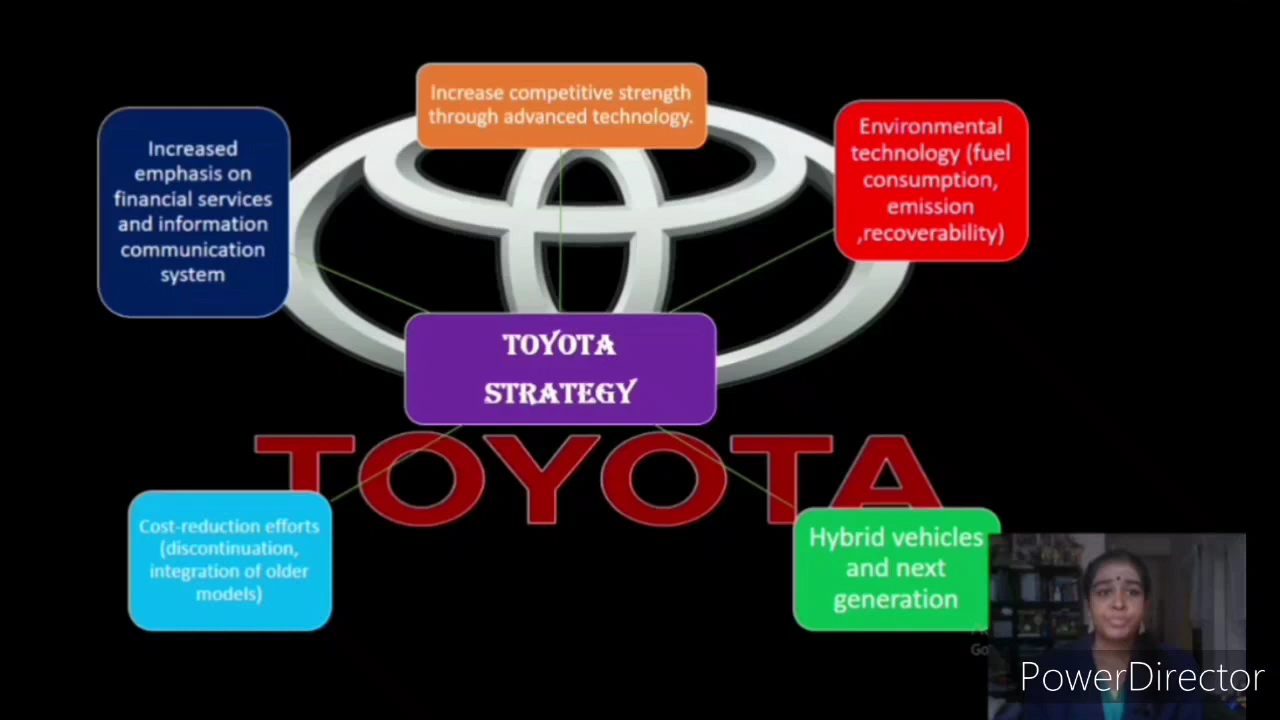 Increase competitive strength
through advanced technology.
Increased
emphasis on
financial services
and information
communication
system
Environmental
technology (fuel
consumption,
emission
,recoverability)
TOYOTA
STRATEGY
TOYOTA
Cost-reduction efforts
(discontinuation,
integration of older
models)
Hybrid vehicles
and next
generation
PowerDirector